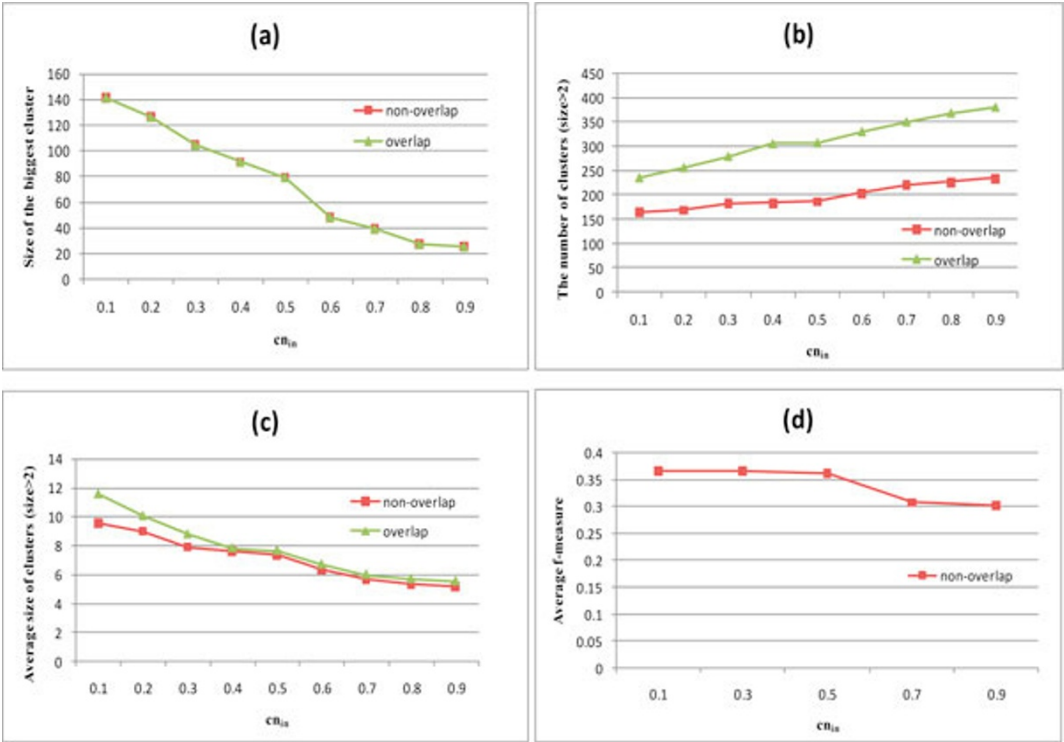 (a)
Size of the biggest cluster
160
140
120
100
80
60
40
20
0
non-overlap
overlap
0.1 0.2 0.3 0.4 0.5 0.6 0.7 0.8 0.9
cnin
(b)
The number of clusters (size>2)
450
400
350
300
250
200
150
100
50
0
non-overlap
overlap
0.1 0.2 0.3 0.4 0.5 0.6 0.7 0.8 0.9
cnin
(c)
Average size of clusters (size>2)
14
12
10
8
6
4
2
0
non-overlap
overlap
0.1 0.2 0.3 0.4 0.5 0.6 0.7 0.8 0.9
cnin
(d)
Average f-measure
0.4
0.35
0.3
0.25
0.2
0.15
0.1
0.05
0
non-overlap
0.1 0.3 0.5 0.7 0.9
cnin